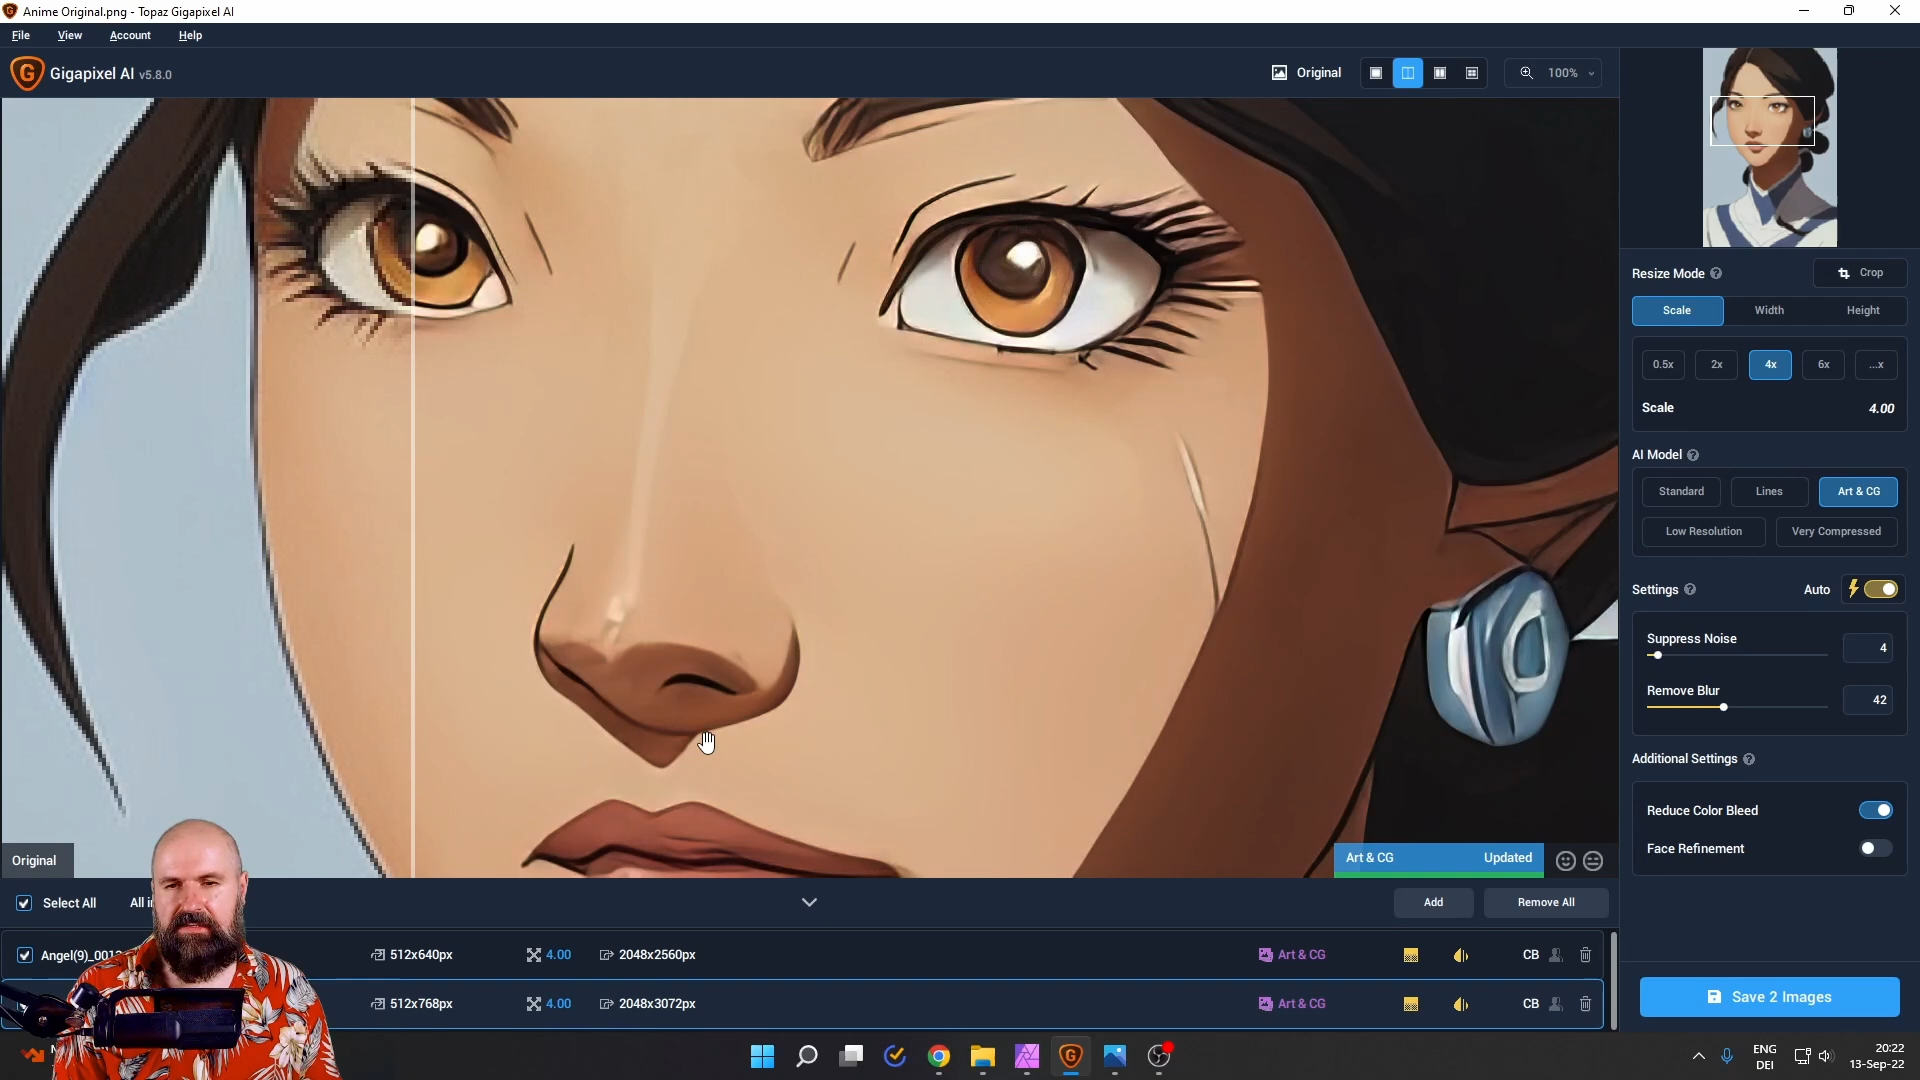 Anime Original.png - Topaz Gigapixel AI
File View Account Help
Gigapixel AI v5.8.0
Original
100%
Resize Mode
Crop
Scale Width Height
0.5x 2x 4x 6x ...x
Scale 4.00
AI Model
Standard Lines Art & CG
Low Resolution Very Compressed
Settings Auto
Suppress Noise 4
Remove Blur 42
Additional Settings
Reduce Color Bleed
Face Refinement
Original
Art & CG Updated
Select All
Add Remove All
512x640px 4.00 2048x2560px Art & CG CB
512x768px 4.00 2048x3072px Art & CG CB
Save 2 Images
ENG
DEI
20:22
13-Sep-22